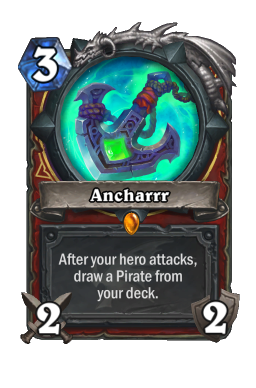 3
Ancharrr
After your hero attacks,
draw a Pirate from
your deck.
2
2